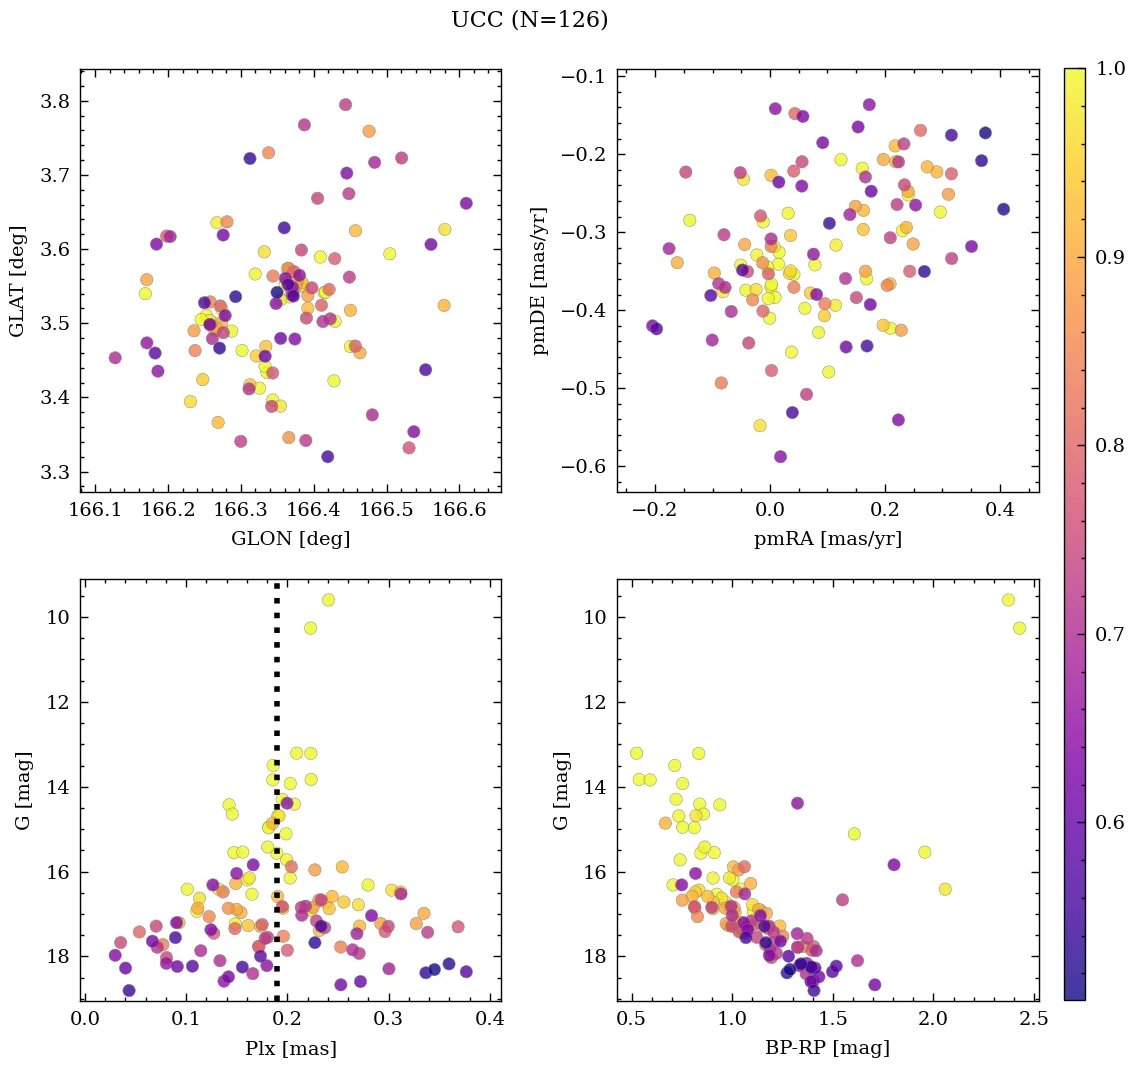 UCC (N=126)
3.8
3.7
3.6
3.5
3.4
3.3
GLAT [deg]
166.1 166.2 166.3 166.4 166.5 166.6
GLON [deg]
−0.1
−0.2
−0.3
−0.4
−0.5
−0.6
pmDE [mas/yr]
−0.2 0.0 0.2 0.4
pmRA [mas/yr]
1.0
0.9
0.8
0.7
0.6
10
12
14
16
18
G [mag]
0.0 0.1 0.2 0.3 0.4
Plx [mas]
10
12
14
16
18
G [mag]
0.5 1.0 1.5 2.0 2.5
BP-RP [mag]